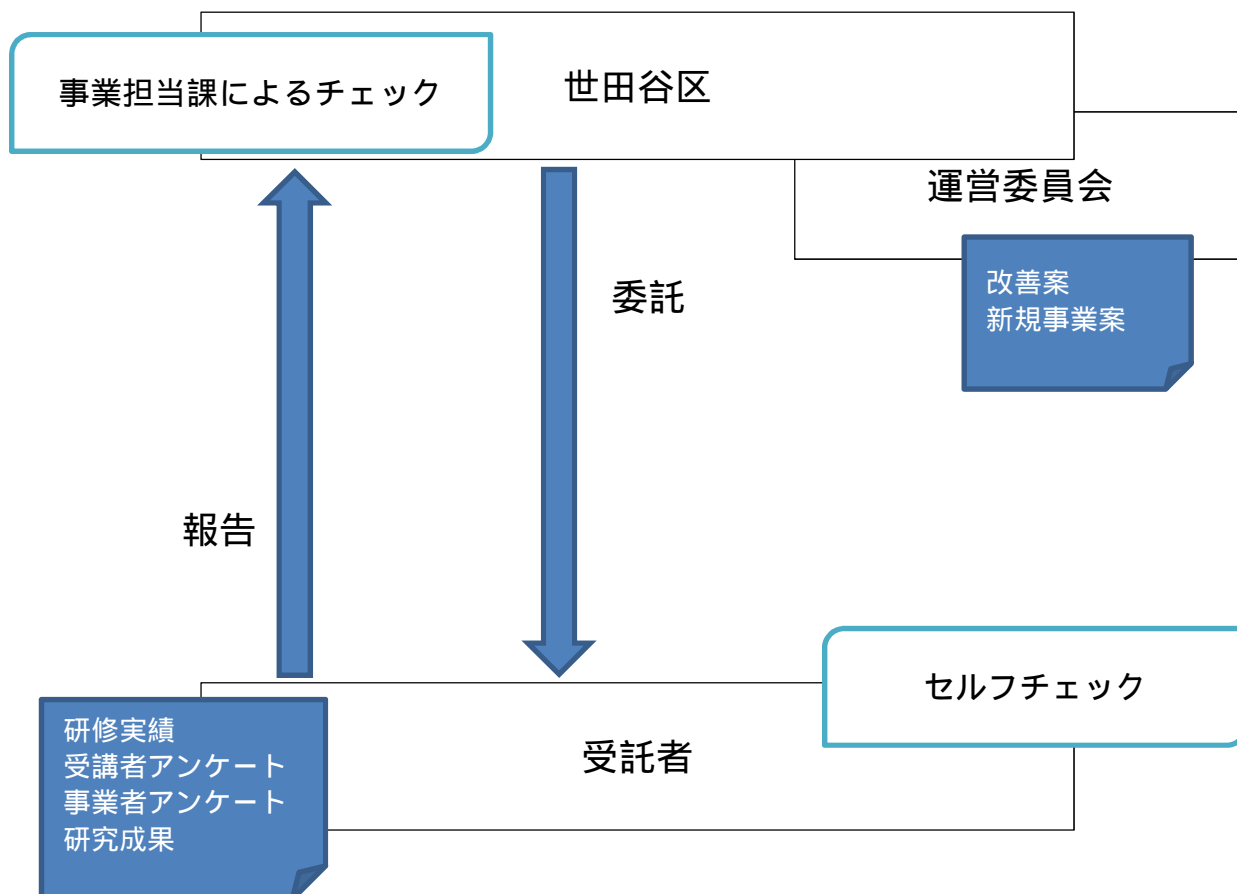 事業担当課によるチェック
世田谷区
運営委員会
改善案
新規事業案
委託
報告
セルフチェック
受託者
研修実績
受講者アンケート
事業者アンケート
研究成果